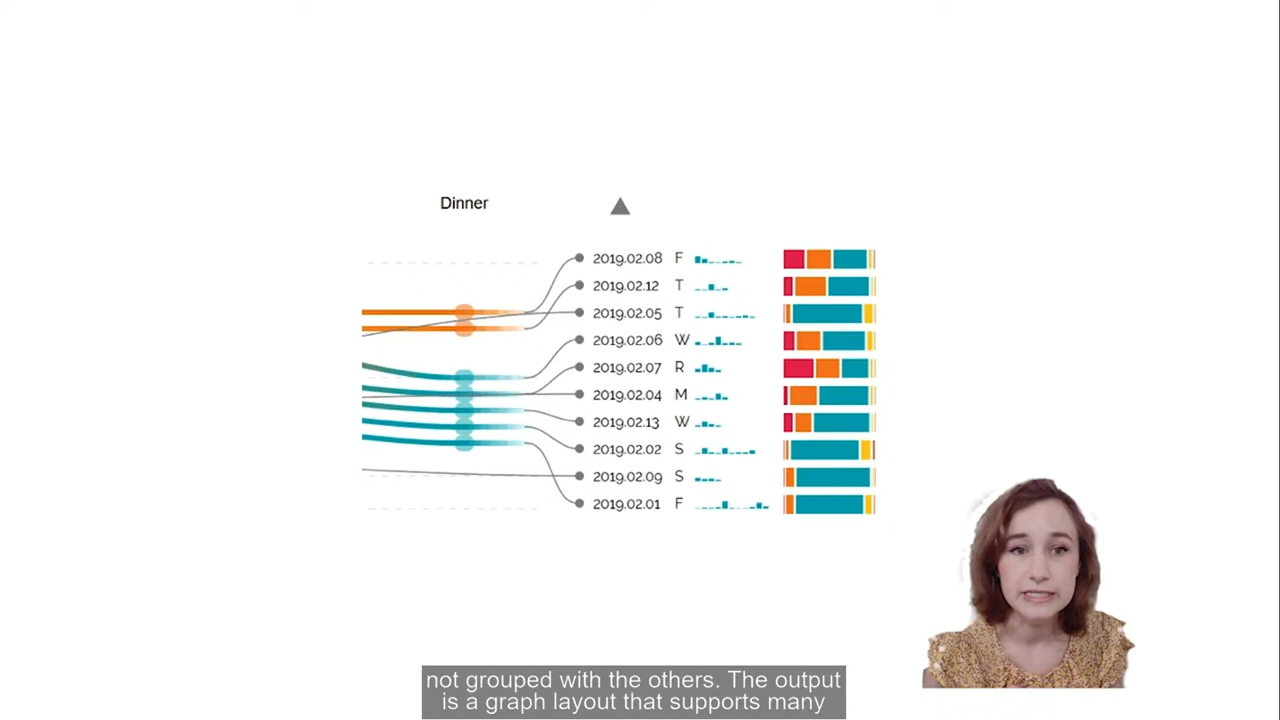 Dinner
2019.02.08 F
2019.02.12 T
2019.02.05 T
2019.02.06 W
2019.02.07 R
2019.02.04 M
2019.02.13 W
2019.02.02 S
2019.02.09 S
2019.02.01 F
not grouped with the others. The output
is a graph layout that supports many